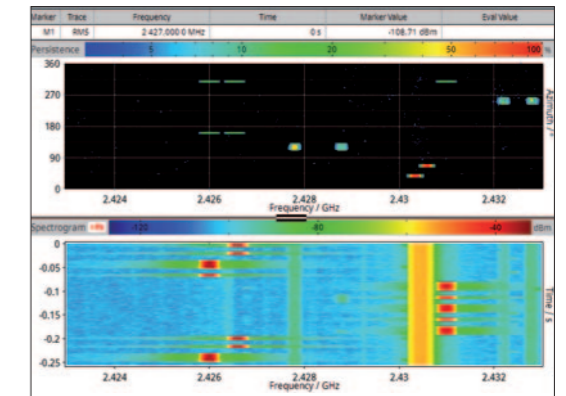 Marker Trace Frequency Time Marker Value Eval Value
M1 RMS 2 427.000 0 MHz 0 s -108.71 dBm
Persistence 5 10 20 50 100 %
360
270
180
90
0
Azimuth / °
2.424 2.426 2.428 2.43 2.432
Frequency / GHz
Spectrogram -120 -80 -40 dBm
0
-0.05
-0.1
-0.15
-0.2
-0.25
Time / s
2.424 2.426 2.428 2.43 2.432
Frequency / GHz